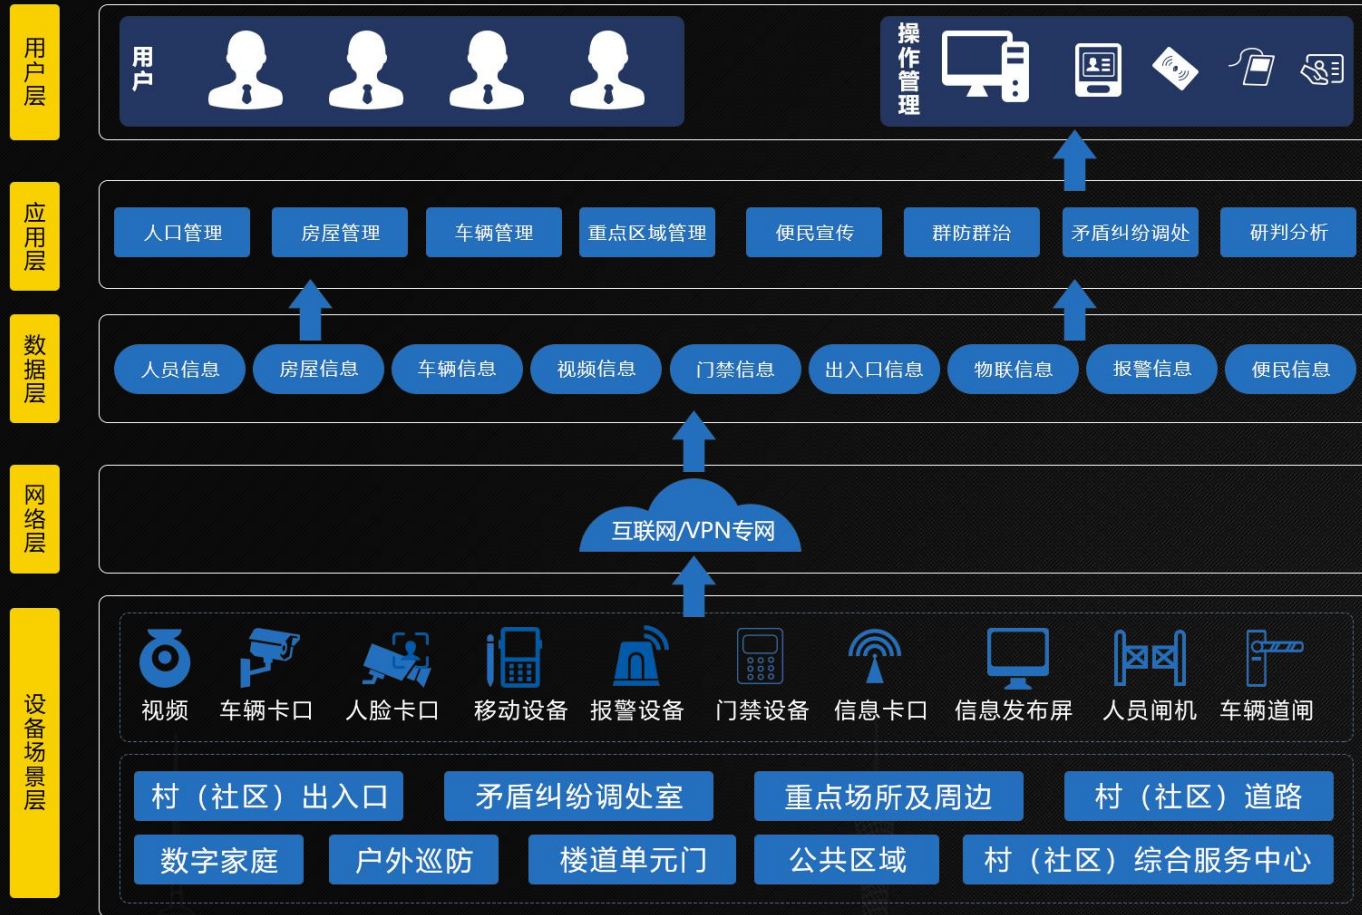 用户层
用户
操作管理
应用层
人口管理
房屋管理
车辆管理
重点区域管理
便民宣传
群防群治
矛盾纠纷调处
研判分析
数据层
人员信息
房屋信息
车辆信息
视频信息
门禁信息
出入口信息
物联信息
报警信息
便民信息
网络层
互联网/VPN专网
设备场景层
视频
车辆卡口
人脸卡口
移动设备
报警设备
门禁设备
信息卡口
信息发布屏
人员闸机
车辆道闸
村（社区）出入口
矛盾纠纷调处室
重点场所及周边
村（社区）道路
数字家庭
户外巡防
楼道单元门
公共区域
村（社区）综合服务中心